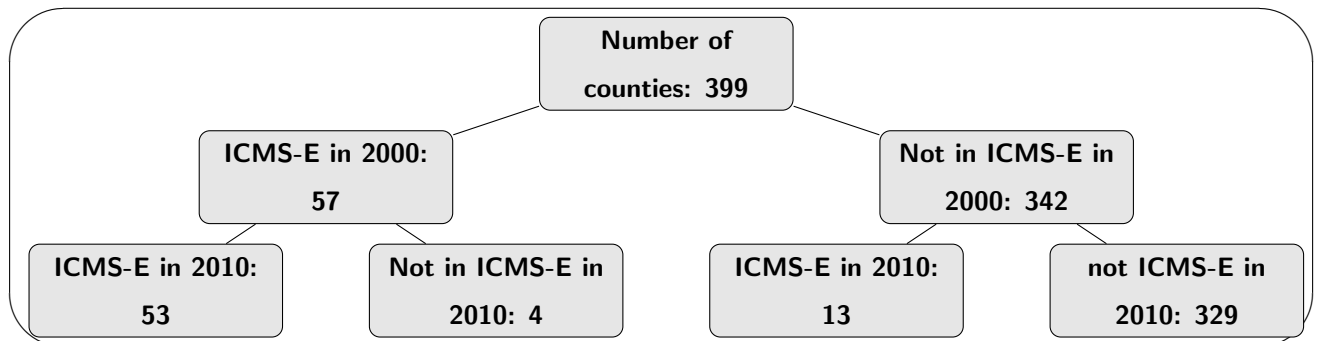 Number of
counties: 399
ICMS-E in 2000:
57
Not in ICMS-E in
2000: 342
ICMS-E in 2010:
53
Not in ICMS-E in
2010: 4
ICMS-E in 2010:
13
not ICMS-E in
2010: 329